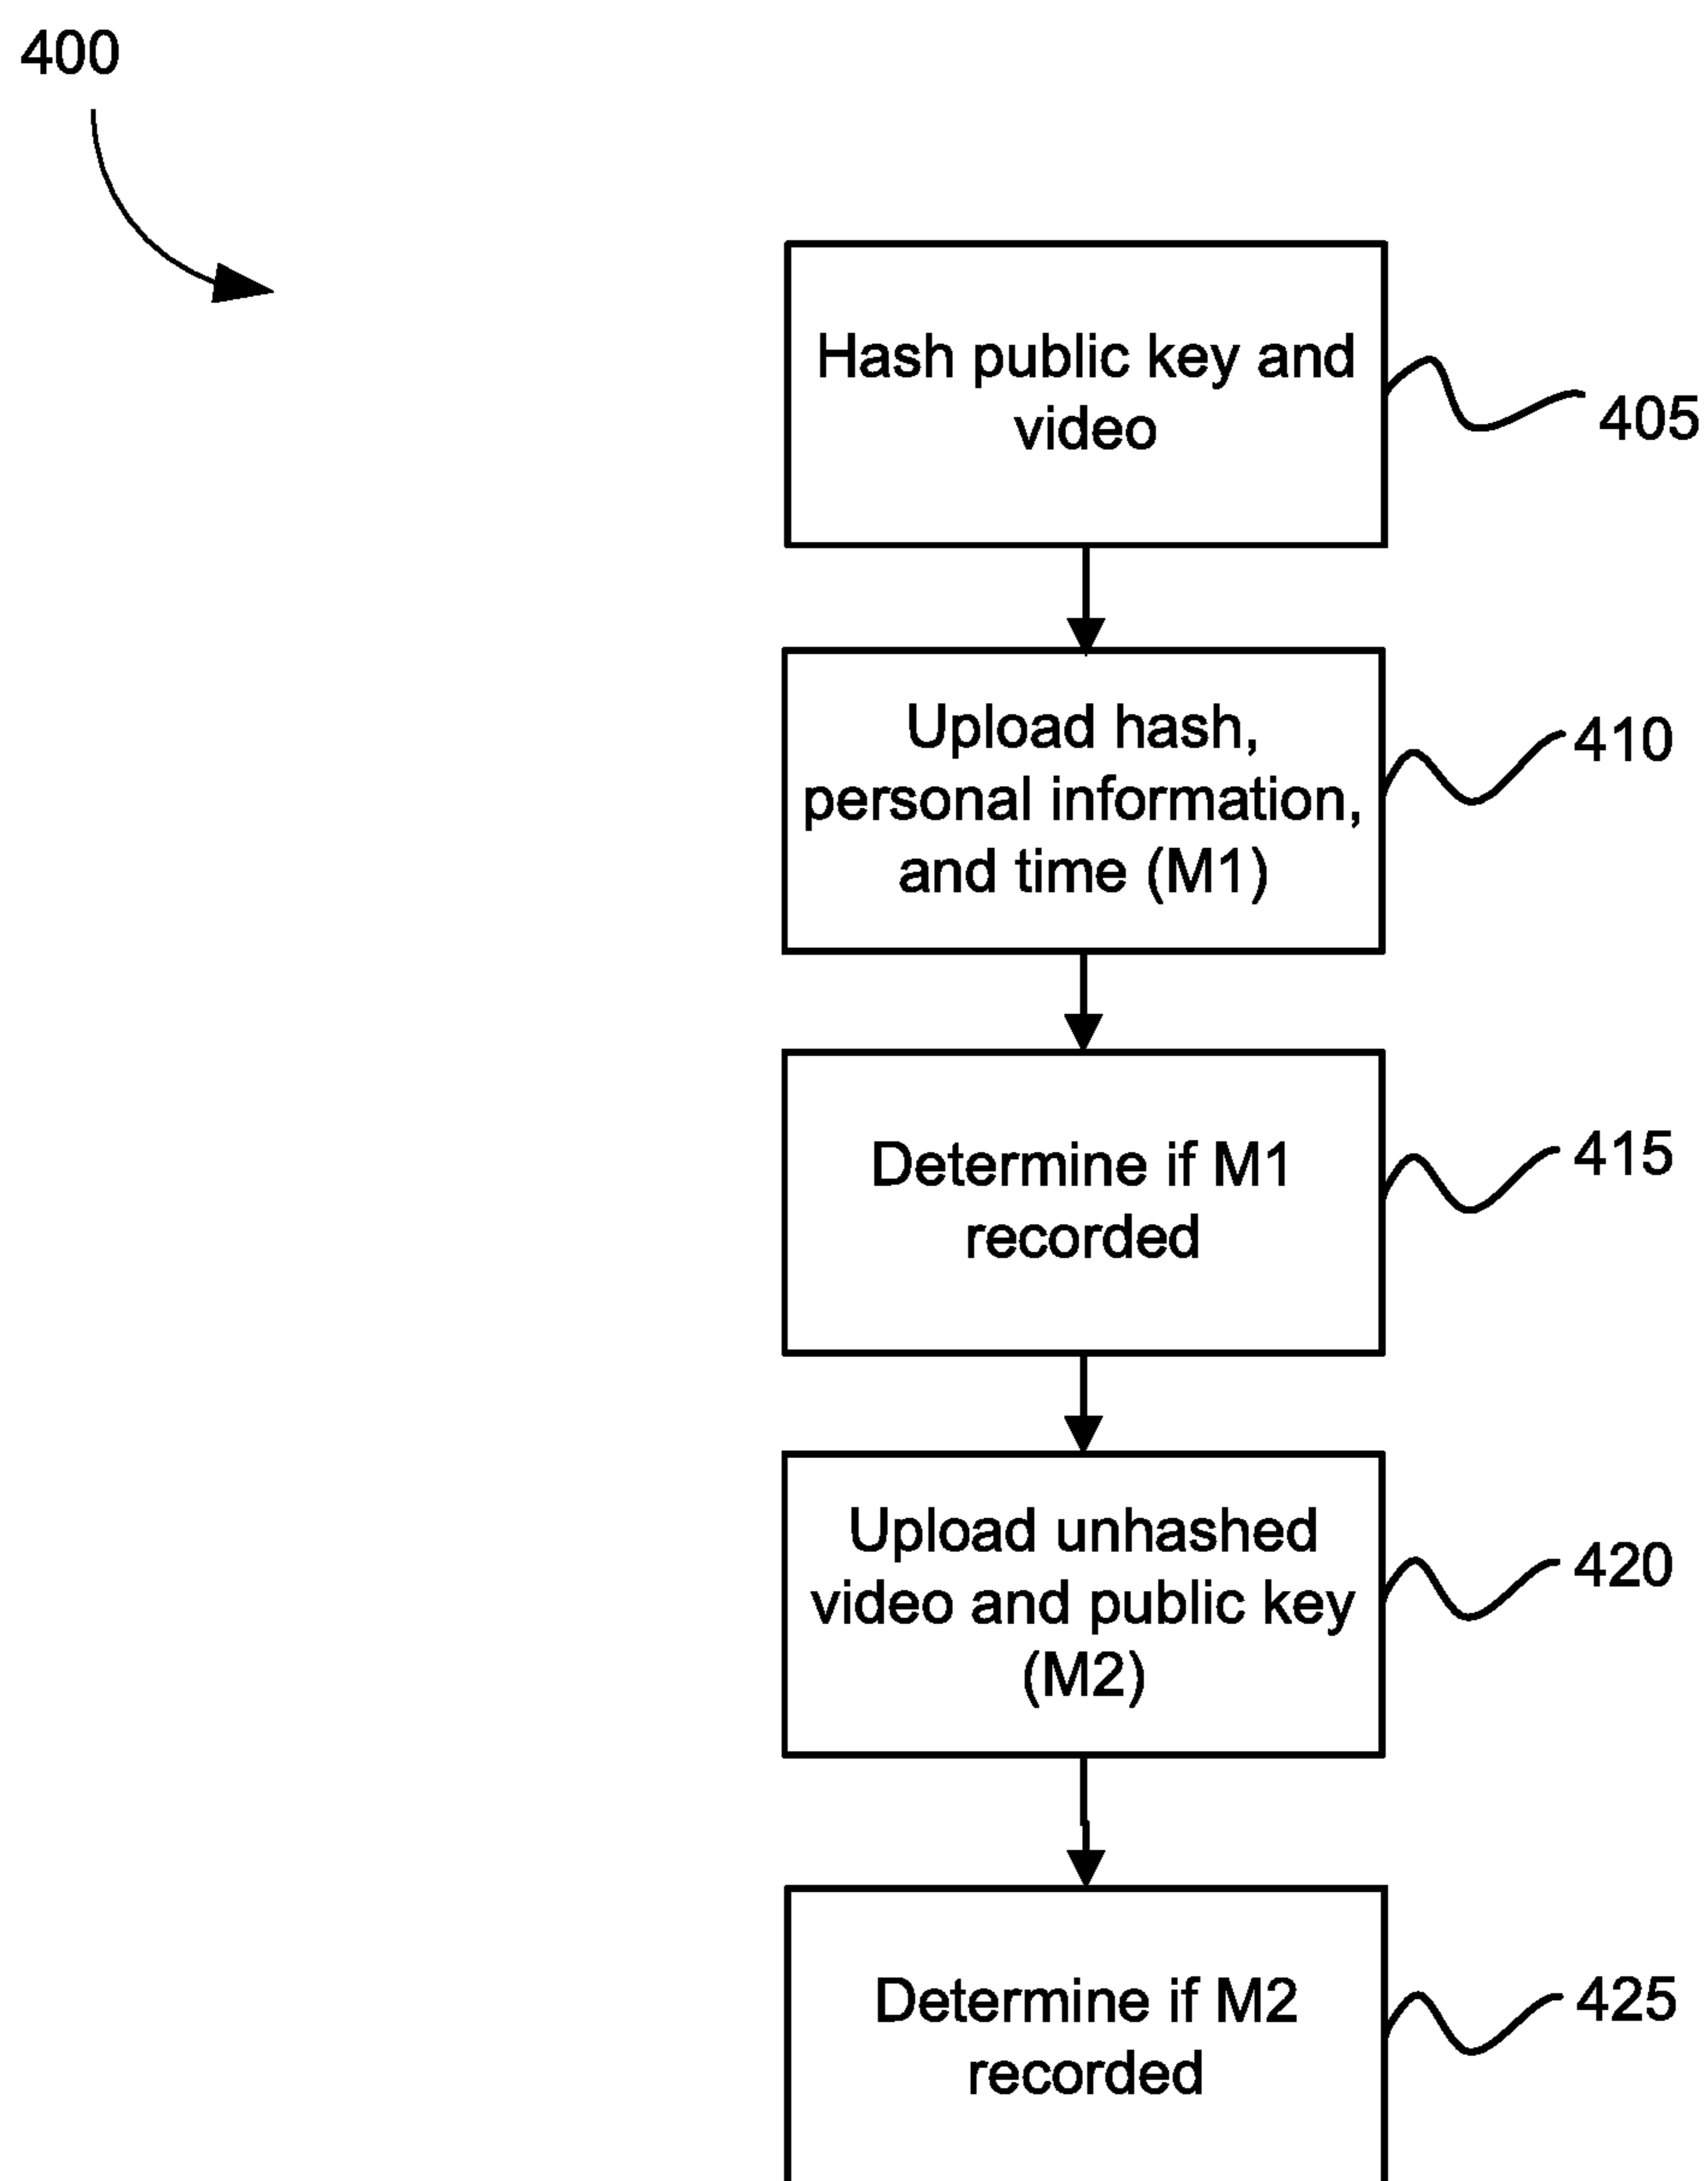 400
Hash public key and
video
405
Upload hash,
personal information,
and time (M1)
410
Determine if M1
recorded
415
Upload unhashed
video and public key
(M2)
420
Determine if M2
recorded
425